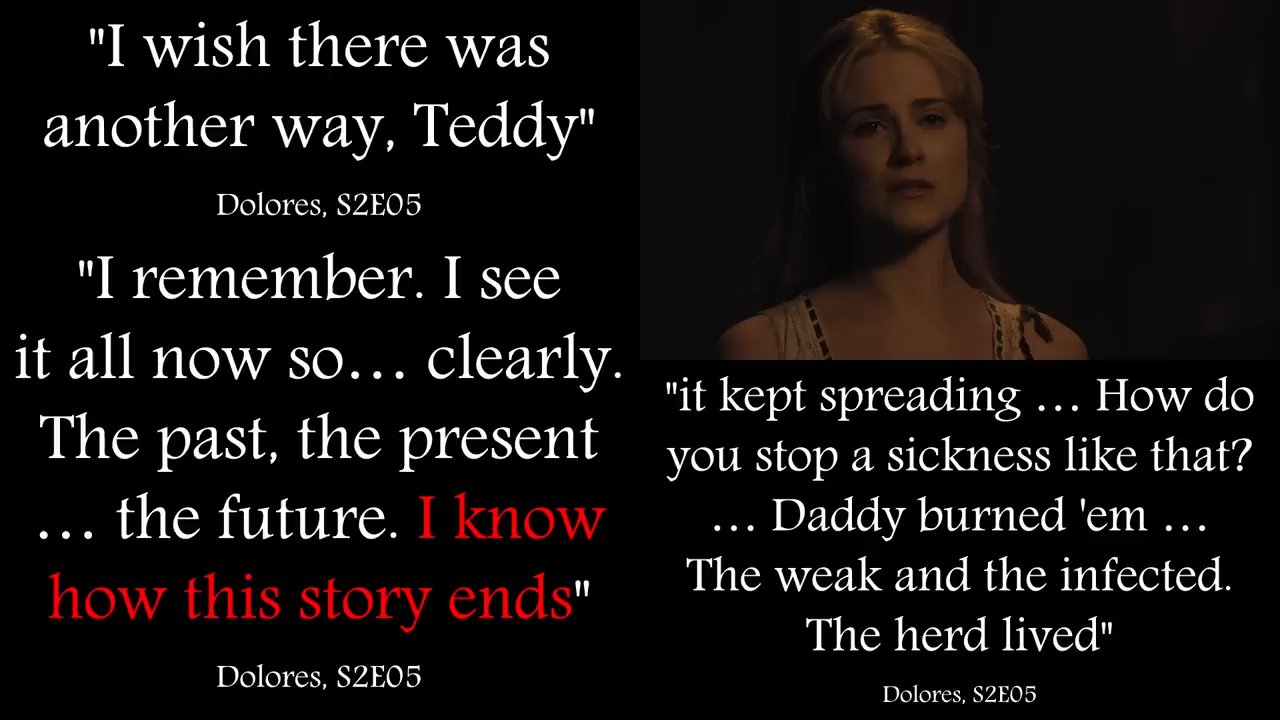 "I wish there was
another way, Teddy"
Dolores, S2E05
"I remember. I see
it all now so… clearly.
The past, the present
… the future. I know
how this story ends"
Dolores, S2E05
"it kept spreading … How do
you stop a sickness like that?
… Daddy burned 'em …
The weak and the infected.
The herd lived"
Dolores, S2E05